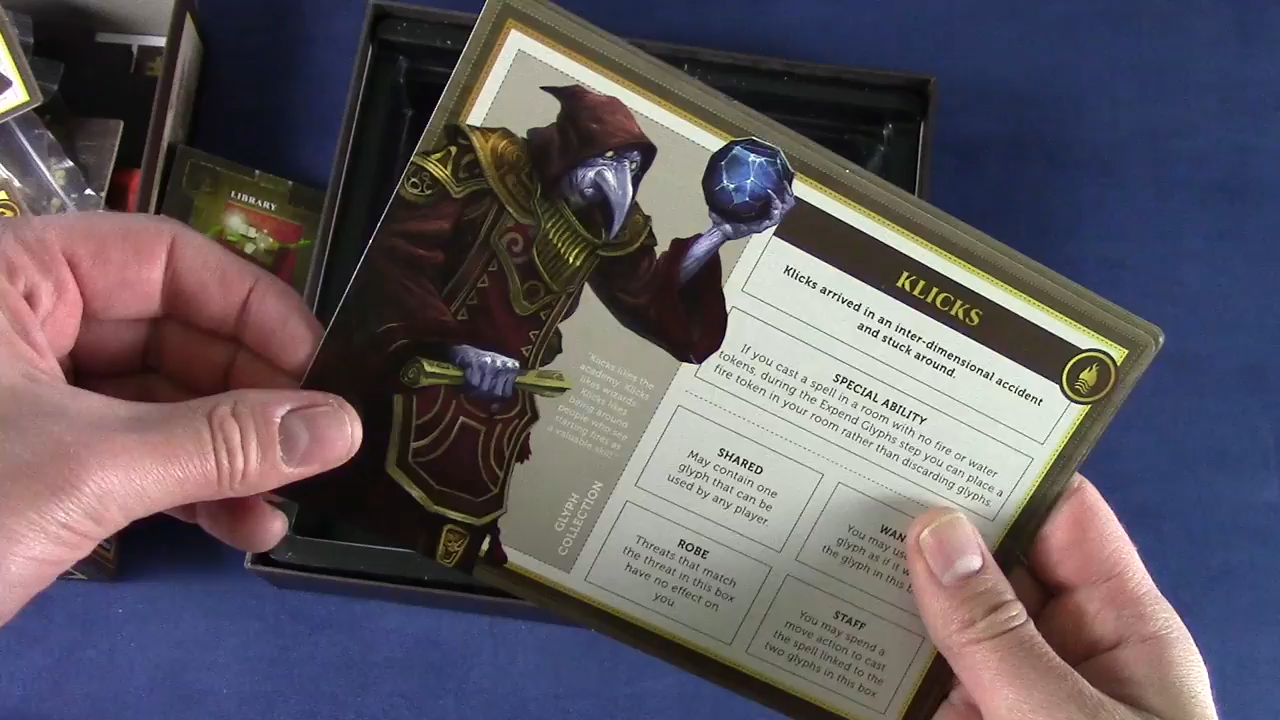 LIBRARY
KLICKS
Klicks arrived in an inter-dimensional accident
and stuck around.
SPECIAL ABILITY
If you cast a spell in a room with no fire or water
tokens, during the Expend Glyphs step you can place a
fire token in your room rather than discarding glyphs.
"Klicks likes the
academy. Klicks
likes wizards.
Klicks likes
being around
people who see
starting fires as
a valuable skill."
GLYPH
COLLECTION
SHARED
May contain one
glyph that can be
used by any player.
WAN
You may us
glyph as if it w
the glyph in this b
ROBE
Threats that match
the threat in this box
have no effect on
you
STAFF
You may spend a
move action to cast
the spell linked to the
two glyphs in this box